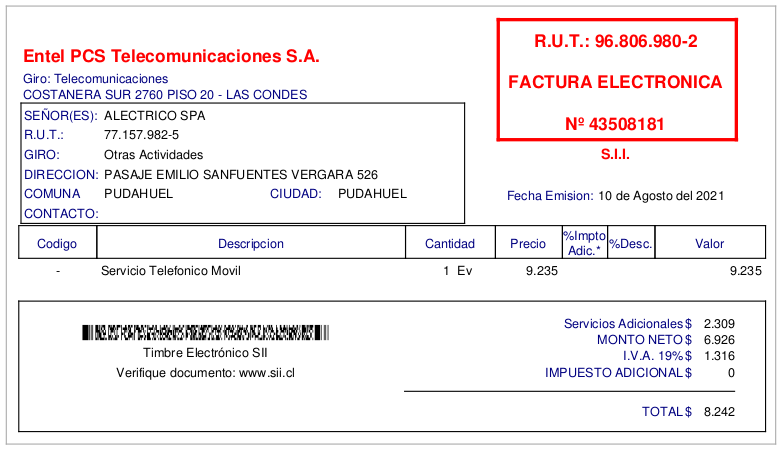 Entel PCS Telecomunicaciones S.A.
Giro: Telecomunicaciones
COSTANERA SUR 2760 PISO 20 - LAS CONDES
R.U.T.: 96.806.980-2
FACTURA ELECTRONICA
Nº 43508181
S.I.I.
SEÑOR(ES): ALECTRICO SPA
R.U.T.: 77.157.982-5
GIRO: Otras Actividades
DIRECCION: PASAJE EMILIO SANFUENTES VERGARA 526
COMUNA PUDAHUEL CIUDAD: PUDAHUEL
CONTACTO:
Fecha Emision: 10 de Agosto del 2021
Codigo Descripcion Cantidad Precio %Impto Adic.* %Desc. Valor
- Servicio Telefonico Movil 1 Ev 9.235 9.235
Timbre Electrónico SII
Verifique documento: www.sii.cl
Servicios Adicionales $ 2.309
MONTO NETO $ 6.926
I.V.A. 19% $ 1.316
IMPUESTO ADICIONAL $ 0
TOTAL $ 8.242